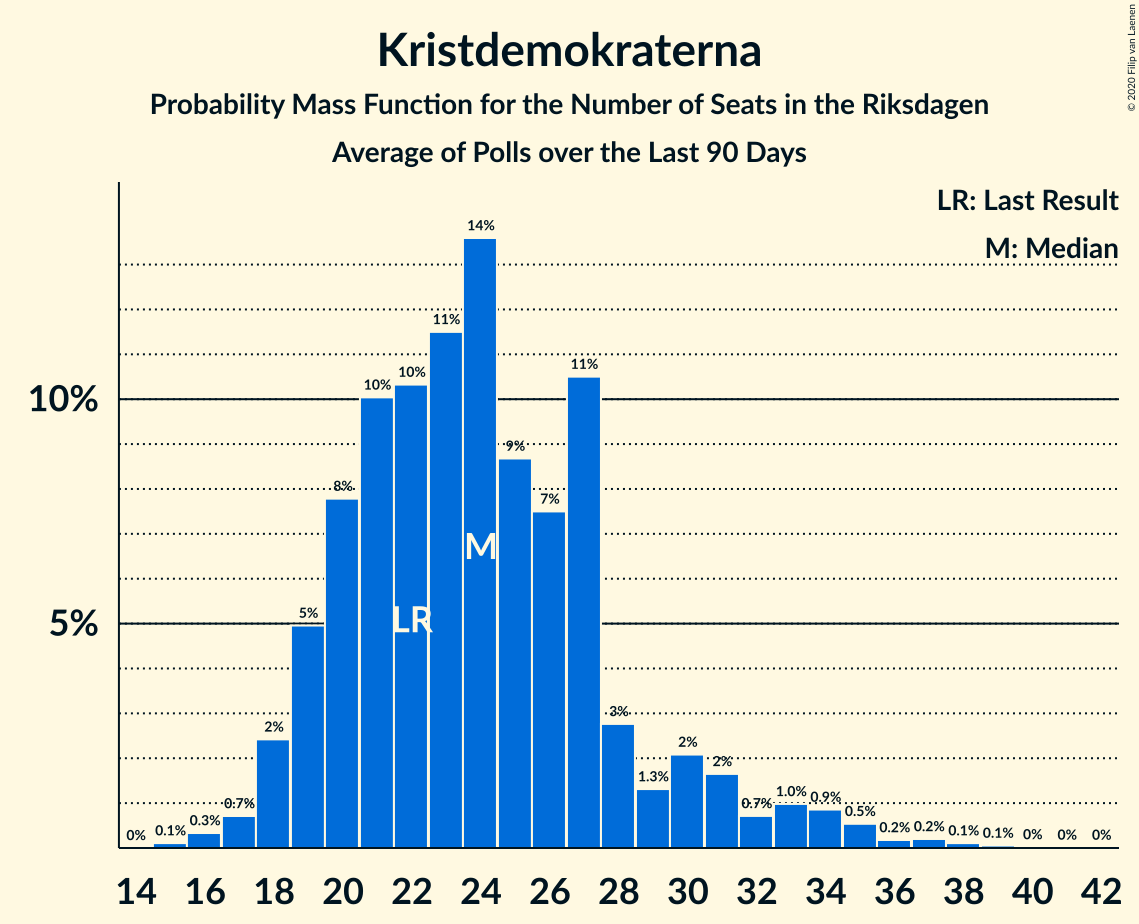 © 2020 Filip van Laenen
Kristdemokraterna
Probability Mass Function for the Number of Seats in the Riksdagen
Average of Polls over the Last 90 Days
LR: Last Result
M: Median
10%
5%
0% 0.1% 0.3% 0.7% 2% 5% 8% 10% 10% 11% 14% 9% 7% 11% 3% 1.3% 2% 2% 0.7% 1.0% 0.9% 0.5% 0.2% 0.2% 0.1% 0.1% 0% 0% 0%
M
LR
14 16 18 20 22 24 26 28 30 32 34 36 38 40 42